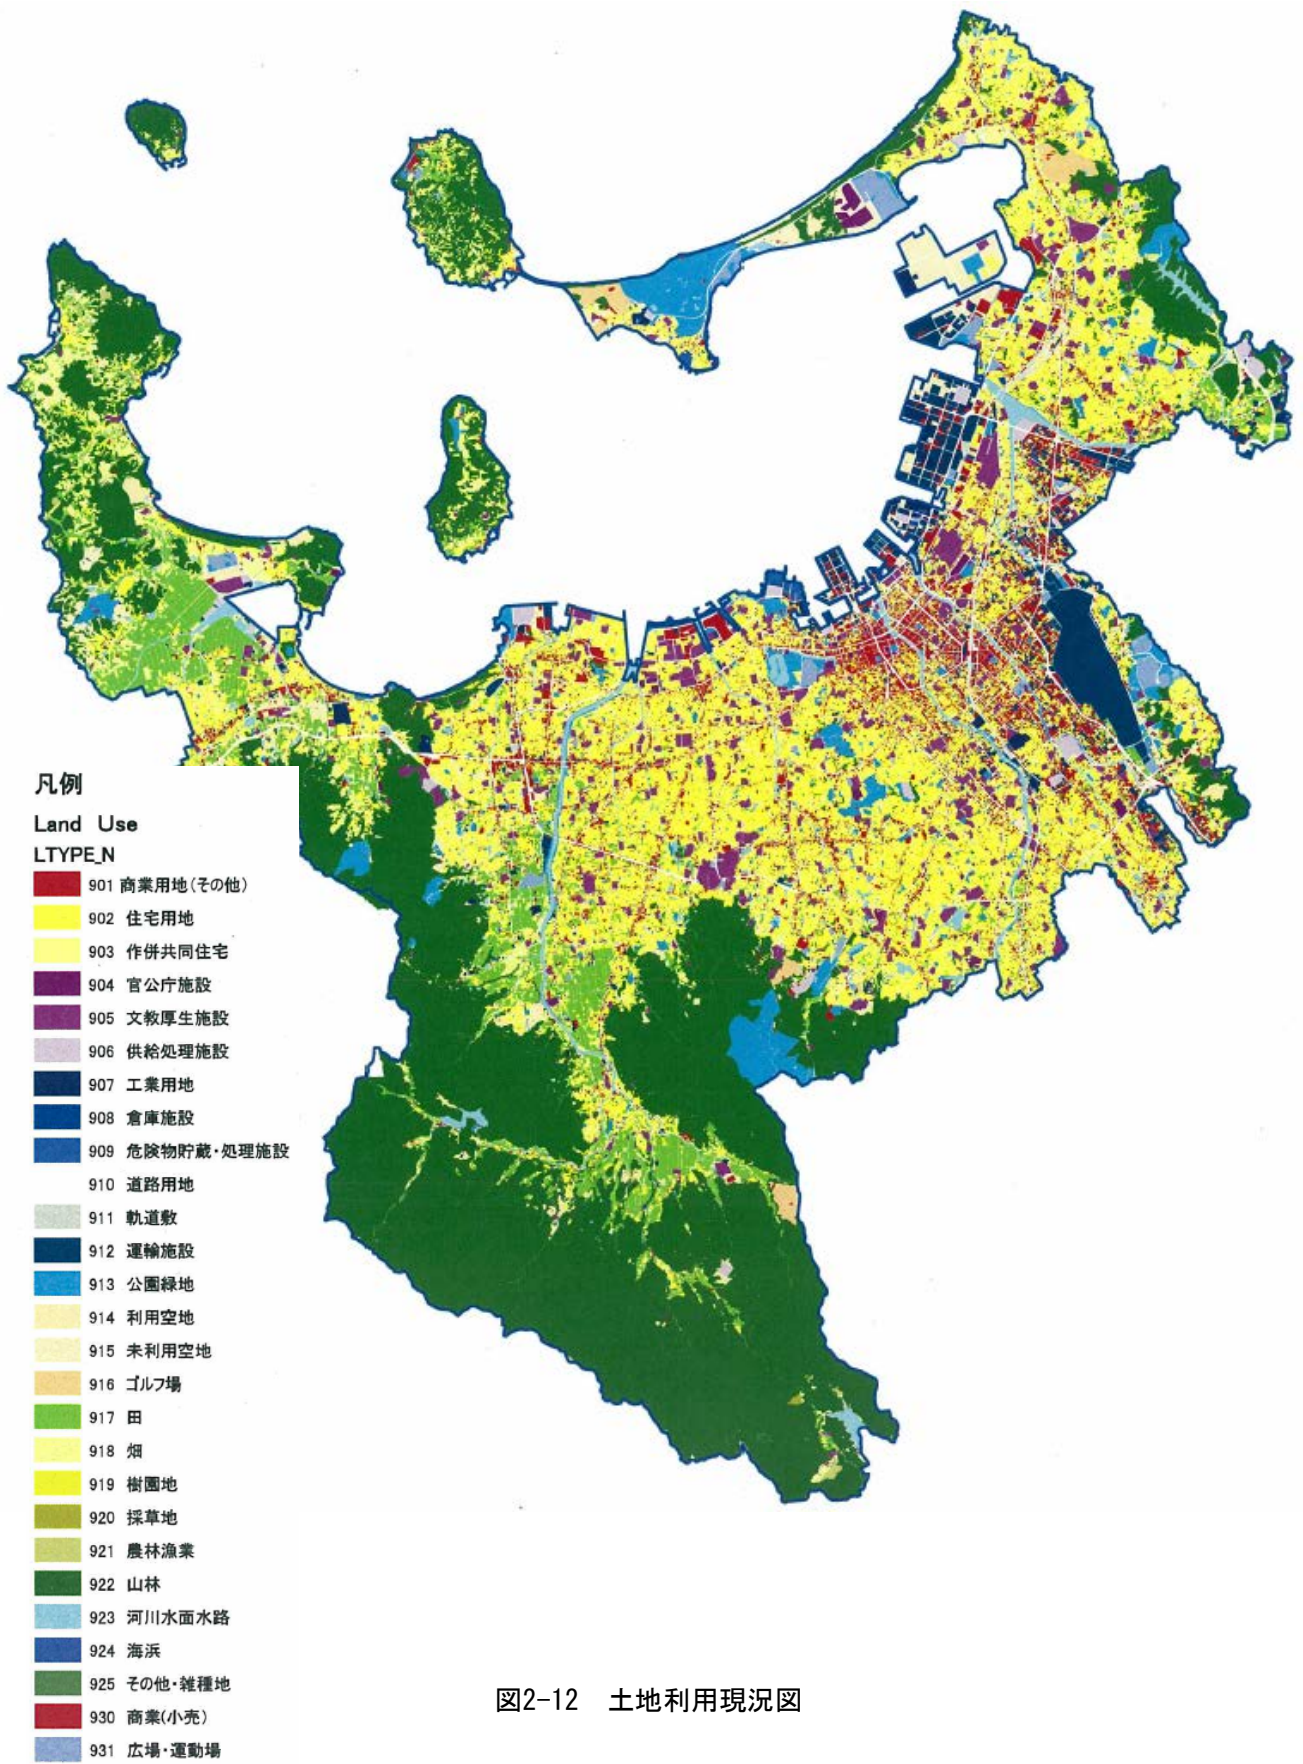 凡例
Land Use
LTYPE_N
901 商業用地(その他)
902 住宅用地
903 作併共同住宅
904 官公庁施設
905 文教厚生施設
906 供給処理施設
907 工業用地
908 倉庫施設
909 危険物貯蔵・処理施設
910 道路用地
911 軌道敷
912 運輸施設
913 公園緑地
914 利用空地
915 未利用空地
916 ゴルフ場
917 田
918 畑
919 樹園地
920 採草地
921 農林漁業
922 山林
923 河川水面水路
924 海浜
925 その他・雑種地
930 商業(小売)
931 広場・運動場
図2-12 土地利用現況図